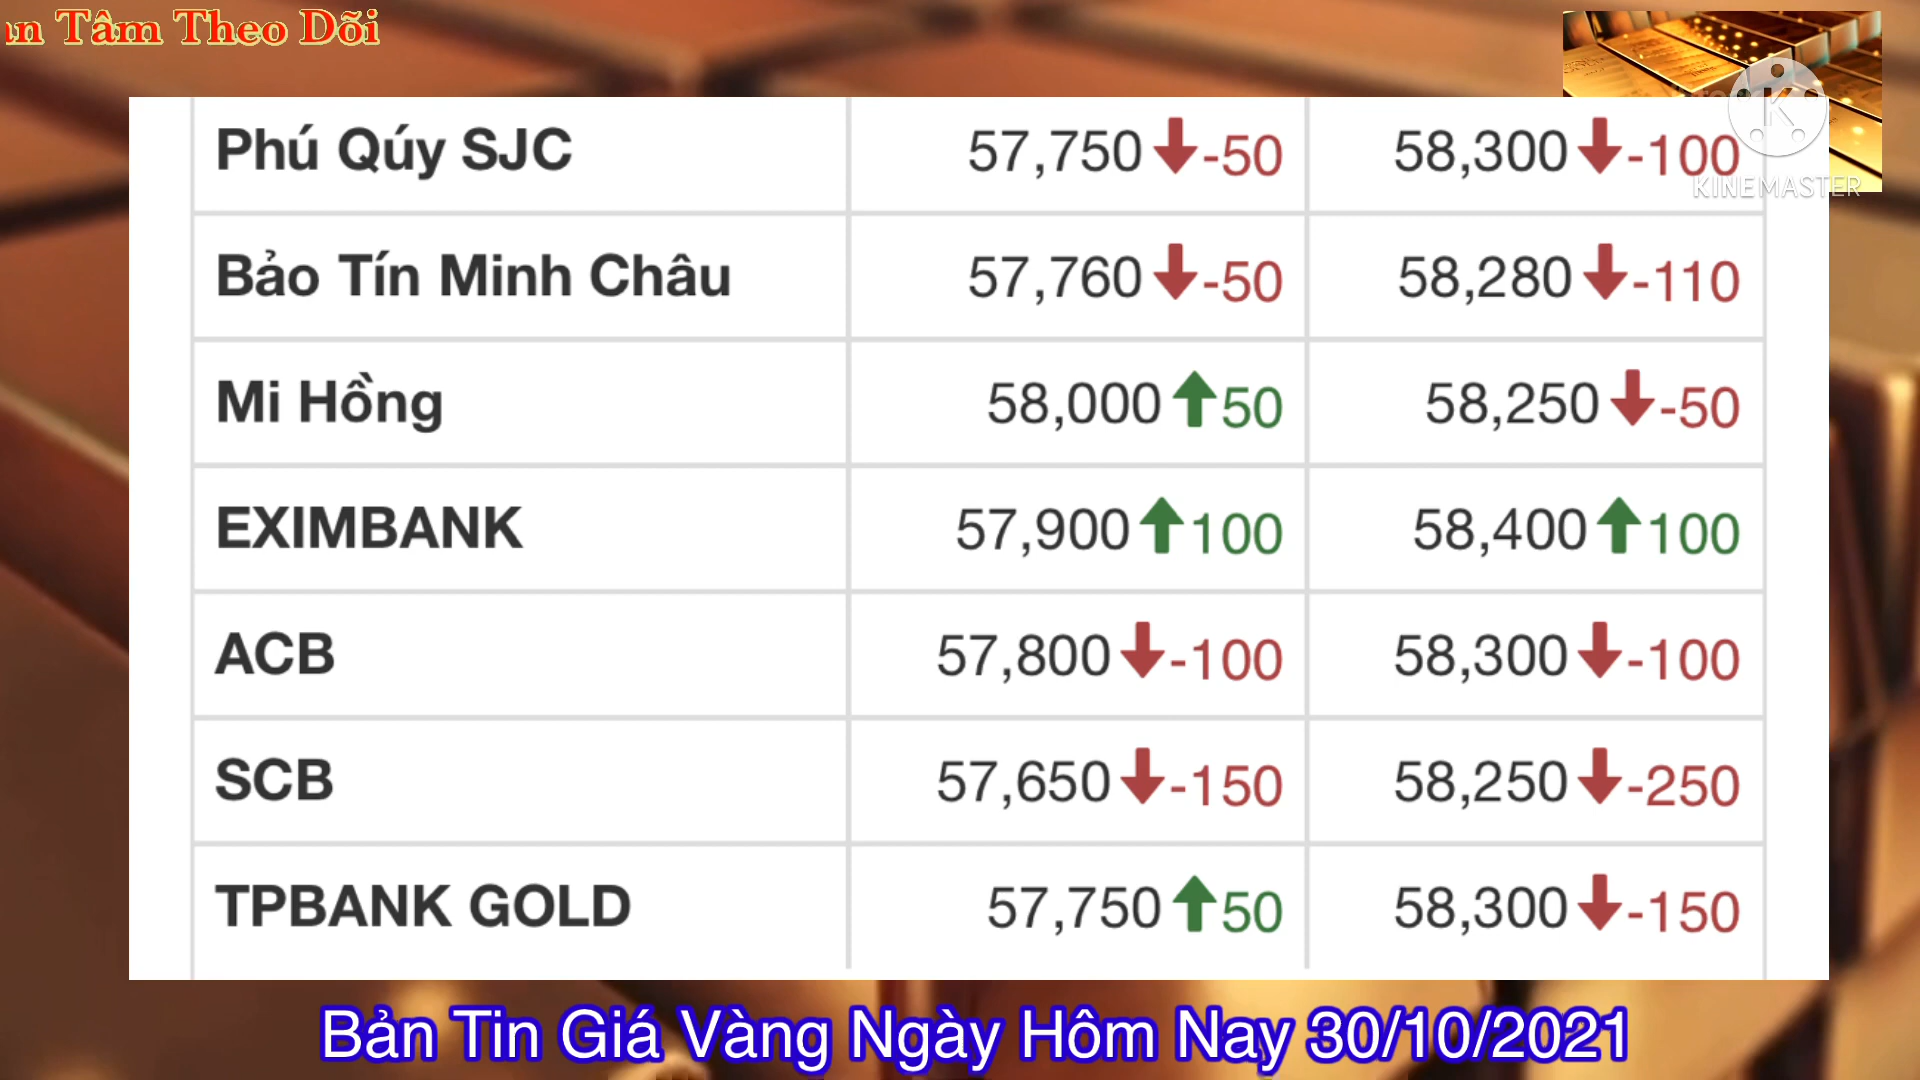 Tâm Theo Dõi
KINEMASTER
Phú Qúy SJC 57,750 -50 58,300 -100
Bảo Tín Minh Châu 57,760 -50 58,280 -110
Mi Hồng 58,000 50 58,250 -50
EXIMBANK 57,900 100 58,400 100
ACB 57,800 -100 58,300 -100
SCB 57,650 -150 58,250 -250
TPBANK GOLD 57,750 50 58,300 -150
Bản Tin Giá Vàng Ngày Hôm Nay 30/10/2021